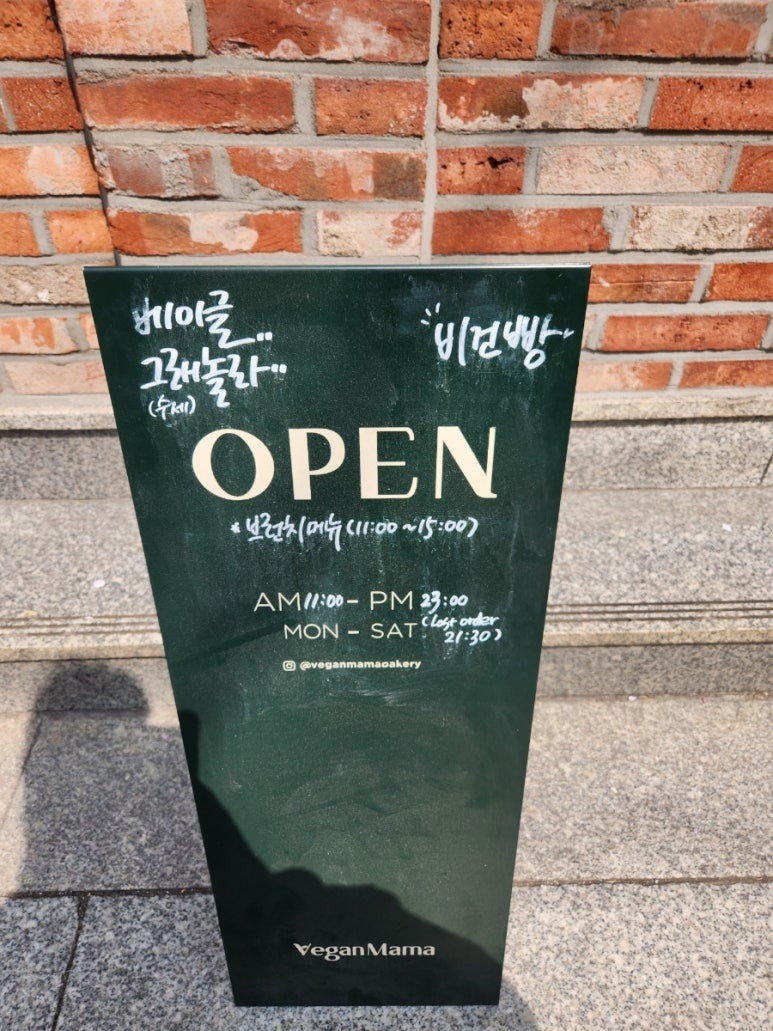 베이글
그래놀라
(수제)
비건빵
OPEN
* 브런치메뉴 (11:00 ~15:00)
AM 11:00 - PM 23:00
MON - SAT (Last order
21:30)
@veganmamabakery
VeganMama